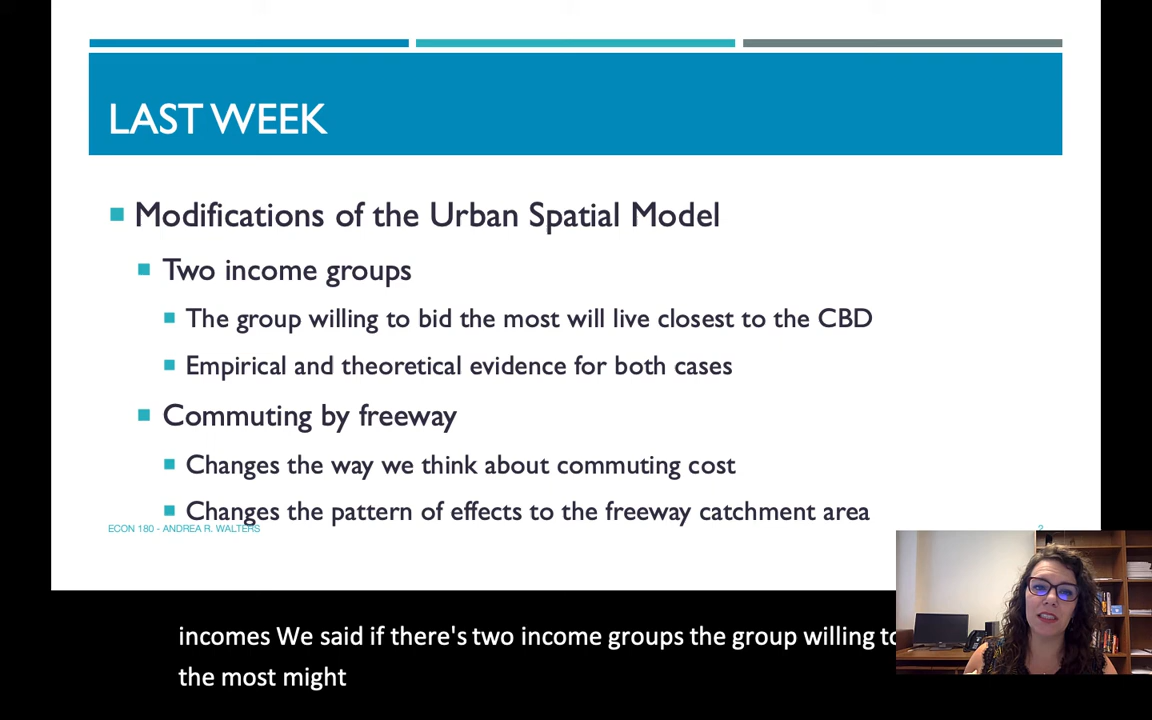 LAST WEEK
Modifications of the Urban Spatial Model
Two income groups
The group willing to bid the most will live closest to the CBD
Empirical and theoretical evidence for both cases
Commuting by freeway
Changes the way we think about commuting cost
Changes the pattern of effects to the freeway catchment area
ECON 180 - ANDREA R. WALTERS
incomes We said if there's two income groups the group willing to
the most might